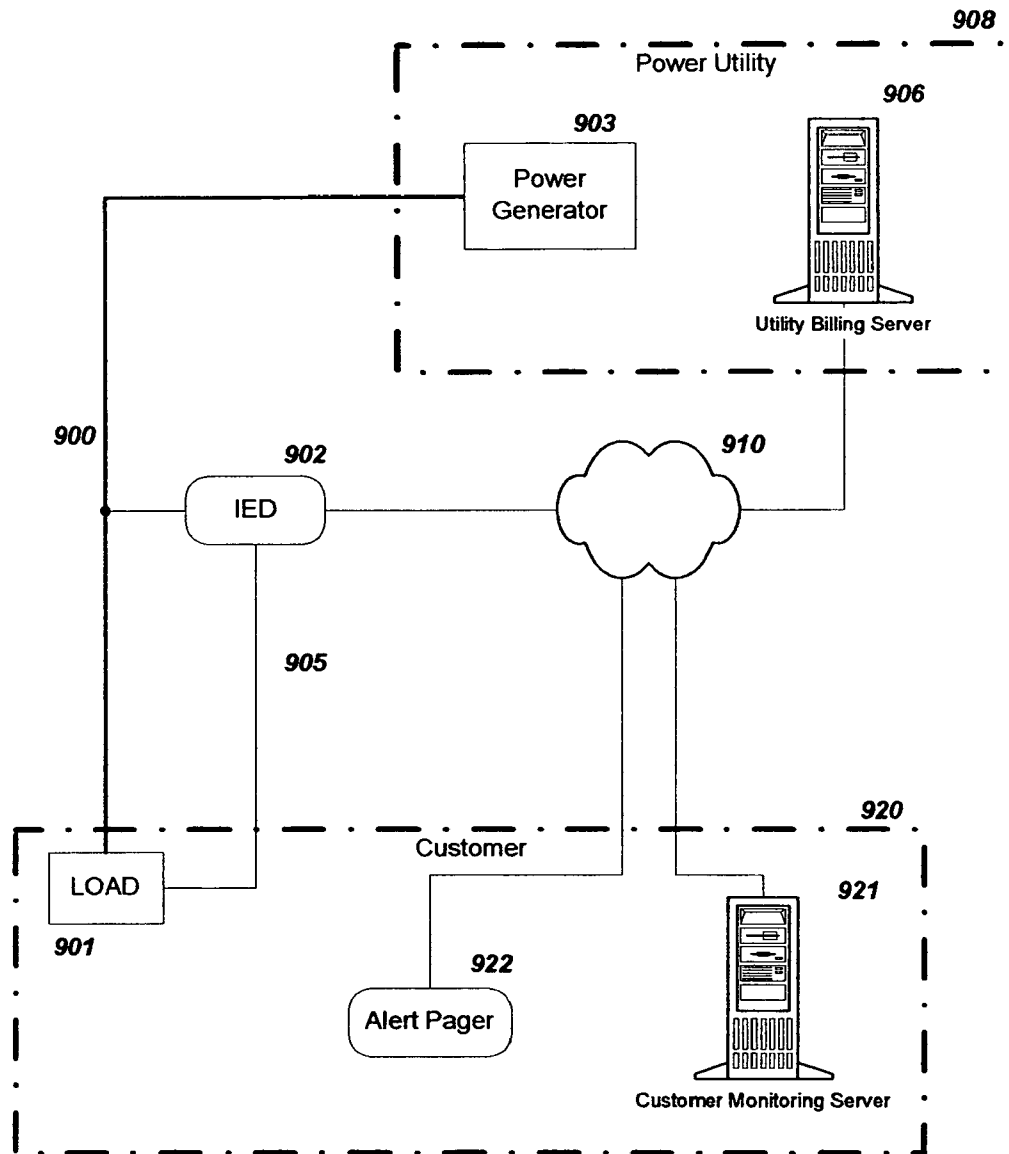 908
Power Utility
906
903
Power
Generator
Utility Billing Server
900
902
910
IED
905
920
Customer
LOAD
921
901
922
Alert Pager
Customer Monitoring Server